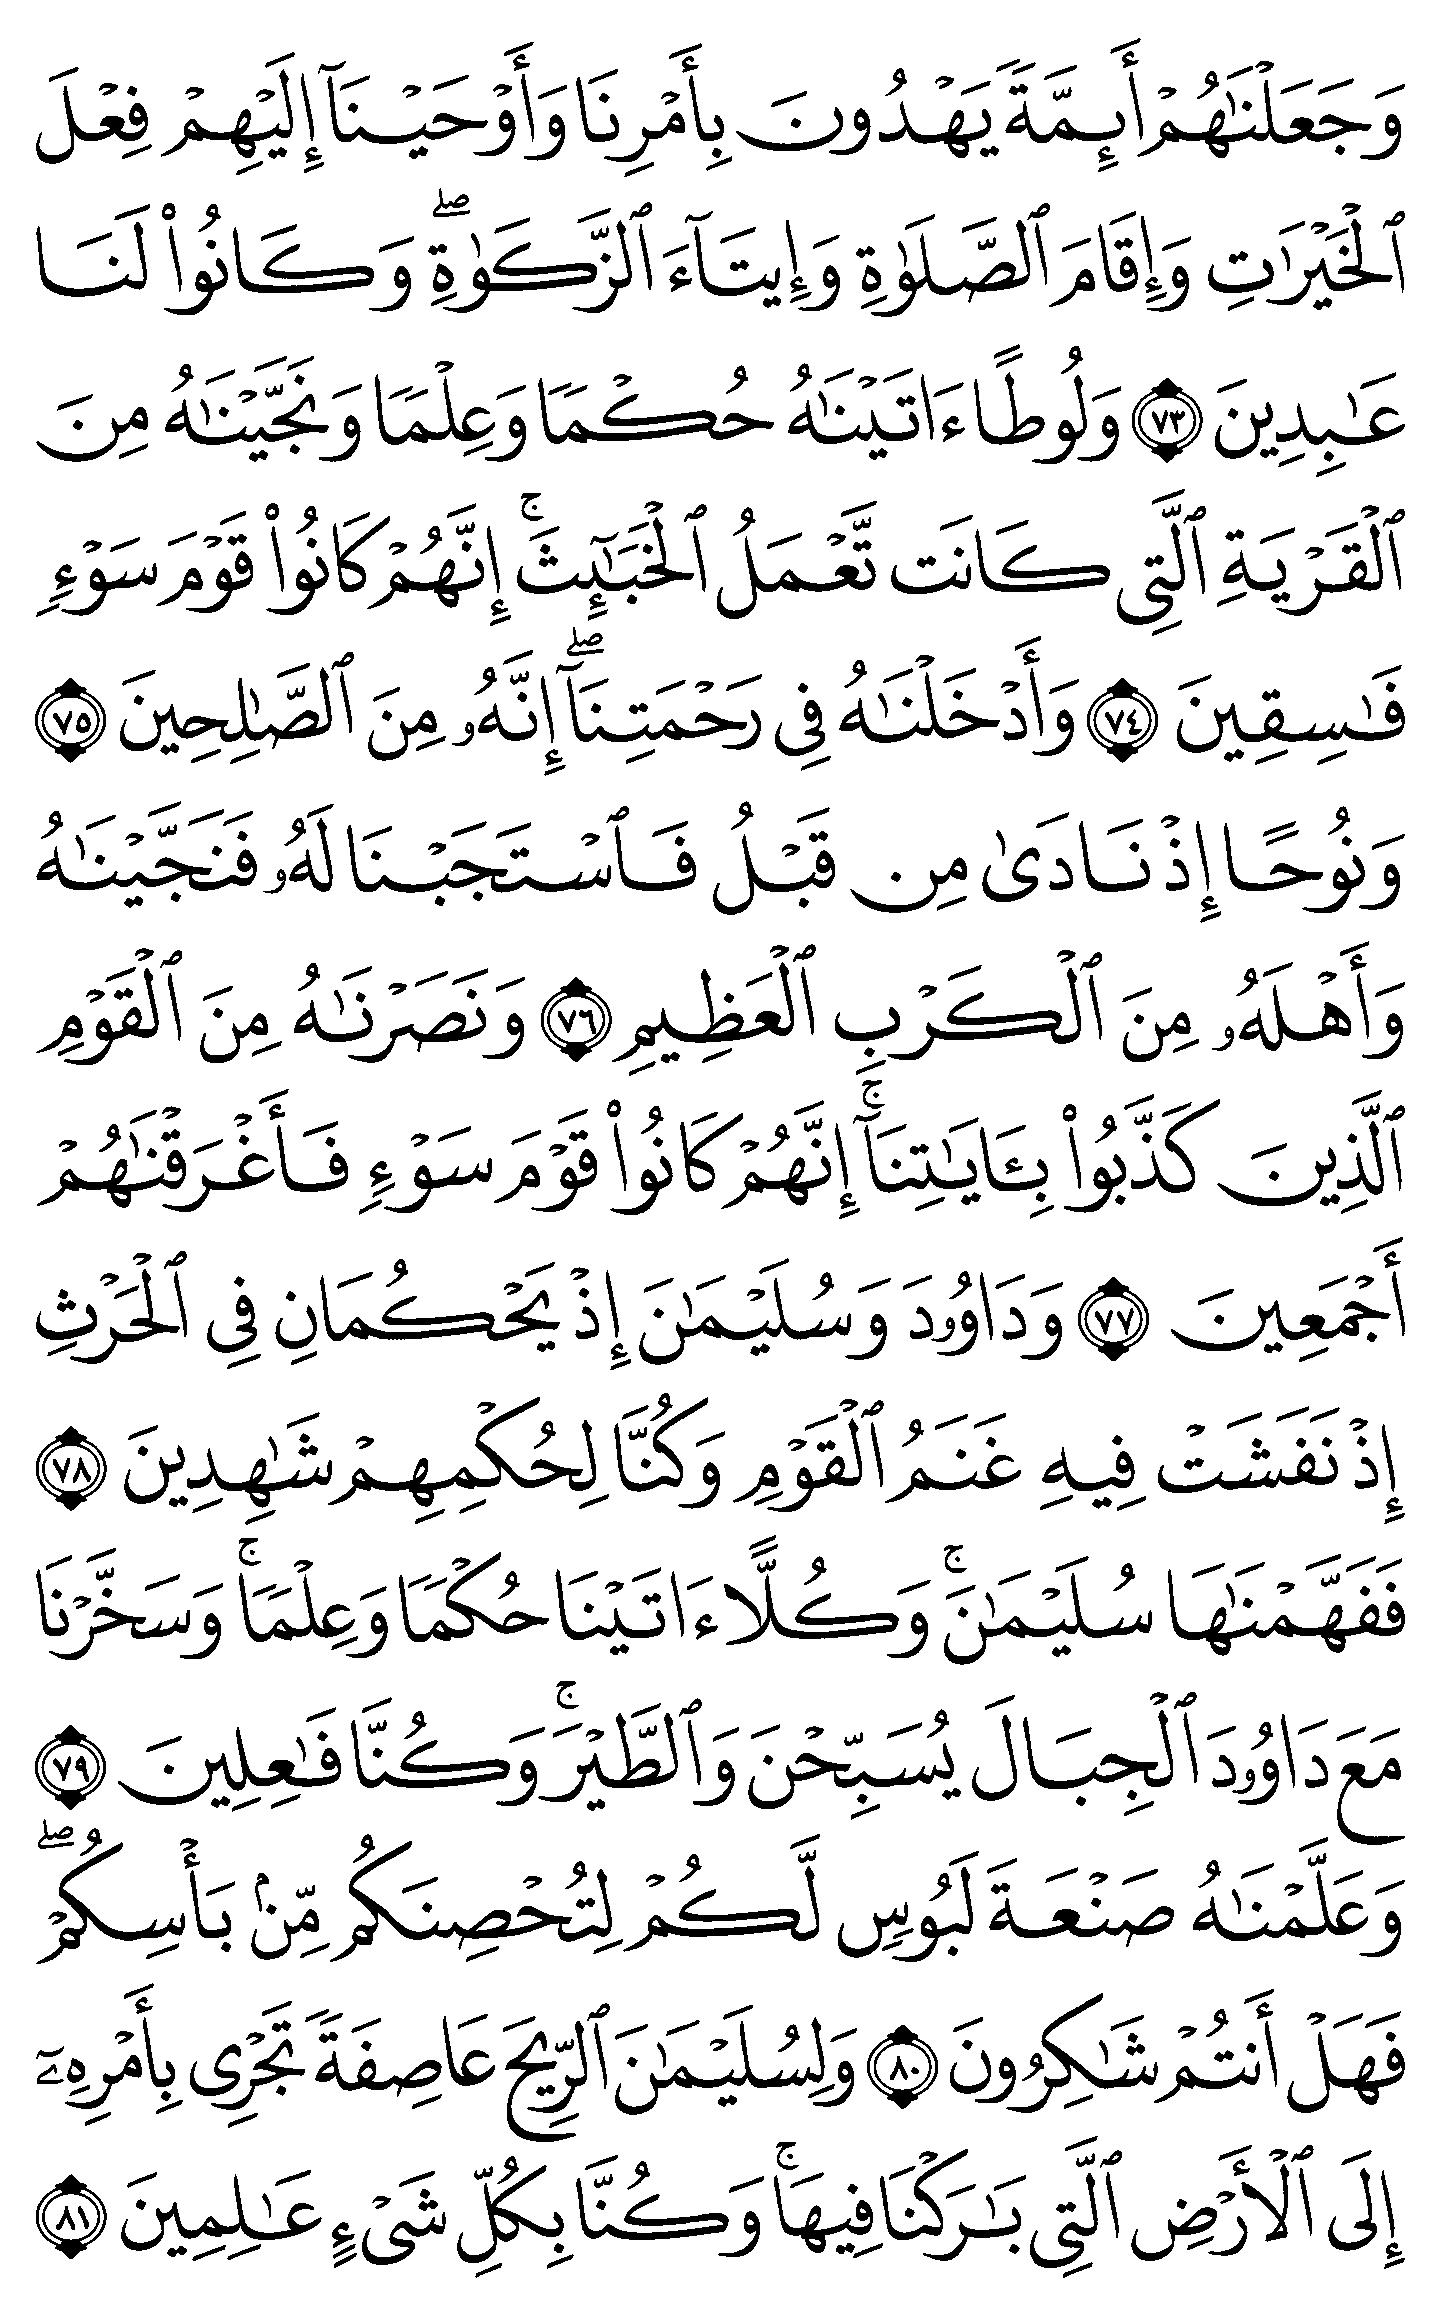 وَجَعَلْنَٰهُمْ أَئِمَّةً يَهْدُونَ بِأَمْرِنَا وَأَوْحَيْنَآ إِلَيْهِمْ فِعْلَ
ٱلْخَيْرَٰتِ وَإِقَامَ ٱلصَّلَوٰةِ وَإِيتَآءَ ٱلزَّكَوٰةِ ۖ وَكَانُوا۟ لَنَا
عَٰبِدِينَ ٧٣ وَلُوطًا ءَاتَيْنَٰهُ حُكْمًا وَعِلْمًا وَنَجَّيْنَٰهُ مِنَ
ٱلْقَرْيَةِ ٱلَّتِى كَانَت تَّعْمَلُ ٱلْخَبَٰٓئِثَ ۚ إِنَّهُمْ كَانُوا۟ قَوْمَ سَوْءٍ
فَٰسِقِينَ ٧٤ وَأَدْخَلْنَٰهُ فِى رَحْمَتِنَآ ۖ إِنَّهُۥ مِنَ ٱلصَّٰلِحِينَ ٧٥
وَنُوحًا إِذْ نَادَىٰ مِن قَبْلُ فَٱسْتَجَبْنَا لَهُۥ فَنَجَّيْنَٰهُ
وَأَهْلَهُۥ مِنَ ٱلْكَرْبِ ٱلْعَظِيمِ ٧٦ وَنَصَرْنَٰهُ مِنَ ٱلْقَوْمِ
ٱلَّذِينَ كَذَّبُوا۟ بِـَٔايَٰتِنَآ ۚ إِنَّهُمْ كَانُوا۟ قَوْمَ سَوْءٍ فَأَغْرَقْنَٰهُمْ
أَجْمَعِينَ ٧٧ وَدَاوُۥدَ وَسُلَيْمَٰنَ إِذْ يَحْكُمَانِ فِى ٱلْحَرْثِ
إِذْ نَفَشَتْ فِيهِ غَنَمُ ٱلْقَوْمِ وَكُنَّا لِحُكْمِهِمْ شَٰهِدِينَ ٧٨
فَفَهَّمْنَٰهَا سُلَيْمَٰنَ ۚ وَكُلًّا ءَاتَيْنَا حُكْمًا وَعِلْمًا ۚ وَسَخَّرْنَا
مَعَ دَاوُۥدَ ٱلْجِبَالَ يُسَبِّحْنَ وَٱلطَّيْرَ ۚ وَكُنَّا فَٰعِلِينَ ٧٩
وَعَلَّمْنَٰهُ صَنْعَةَ لَبُوسٍ لَّكُمْ لِتُحْصِنَكُم مِّنۢ بَأْسِكُمْ ۖ
فَهَلْ أَنتُمْ شَٰكِرُونَ ٨٠ وَلِسُلَيْمَٰنَ ٱلرِّيحَ عَاصِفَةً تَجْرِى بِأَمْرِهِۦٓ
إِلَى ٱلْأَرْضِ ٱلَّتِى بَٰرَكْنَا فِيهَا ۚ وَكُنَّا بِكُلِّ شَىْءٍ عَٰلِمِينَ ٨١